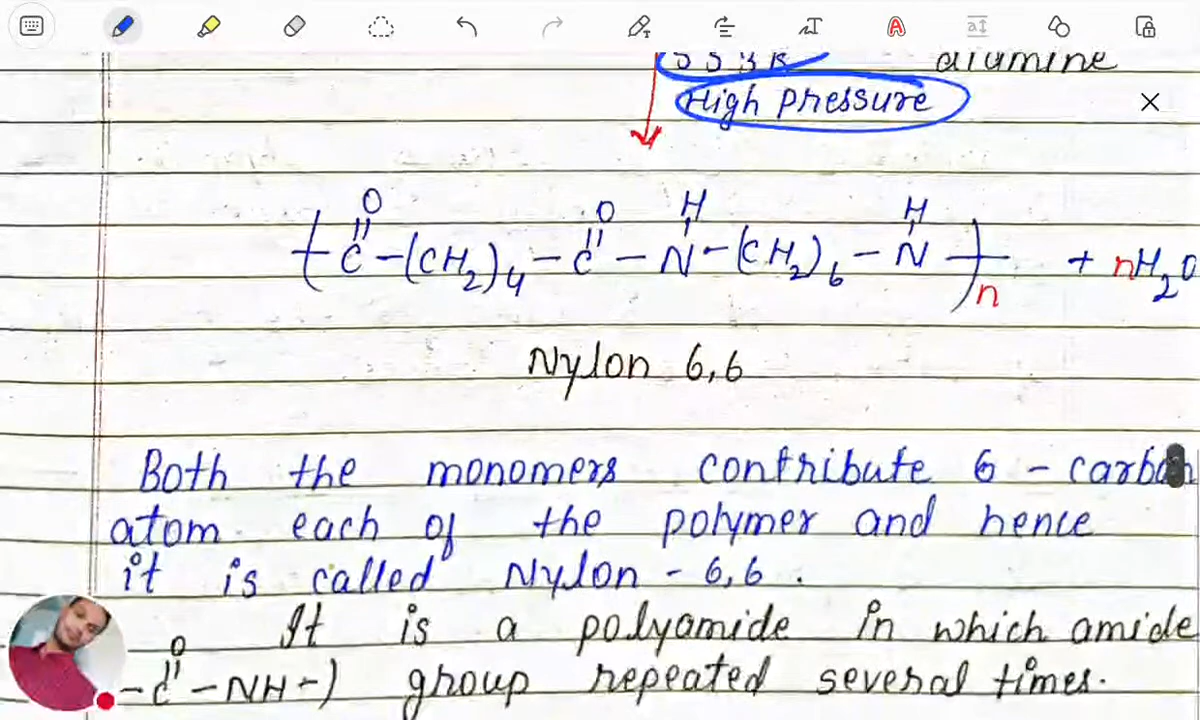 553 K diamine
High Pressure
O O H H
-(C-(CH2)4-C-N-(CH2)6-N-)n + nH2O
Nylon 6,6
Both the monomers contribute 6 - carbon
atom each of the polymer and hence
it is called Nylon - 6,6.
It is a polyamide in which amide
O
-C-NH-) group repeated several times.